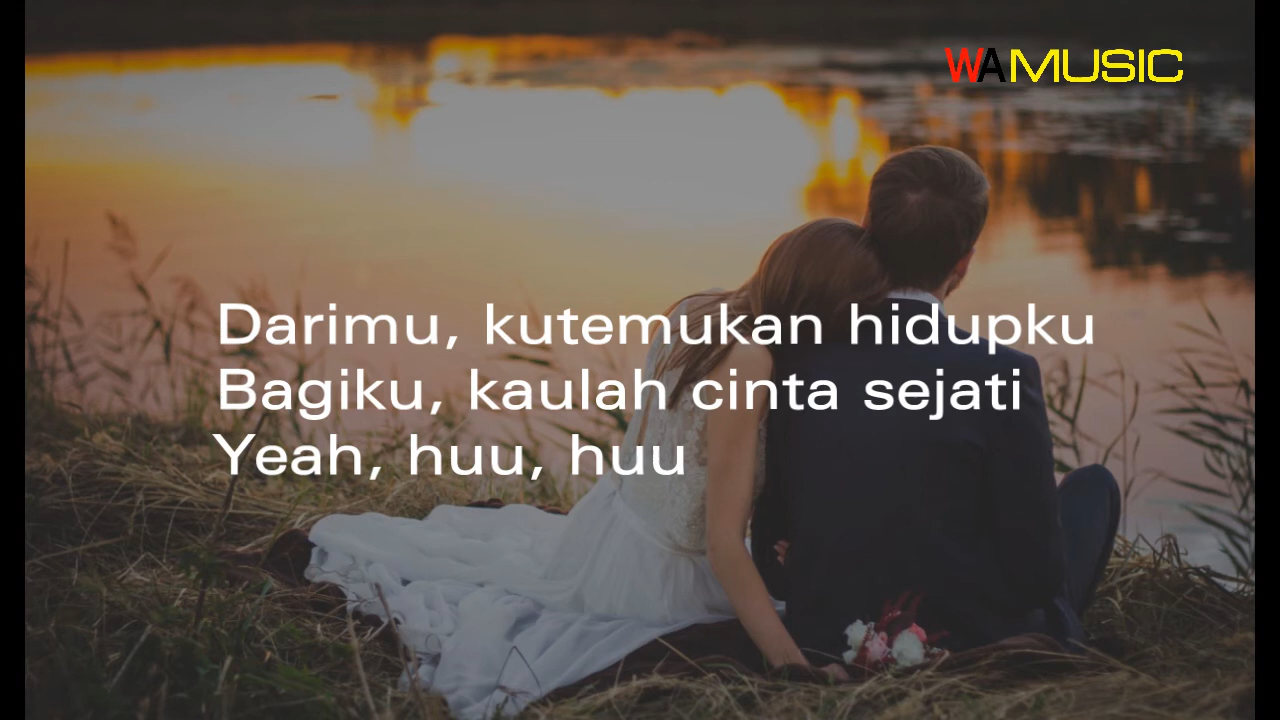 WAMUSIC
Darimu, kutemukan hidupku
Bagiku, kaulah cinta sejati
Yeah, huu, huu